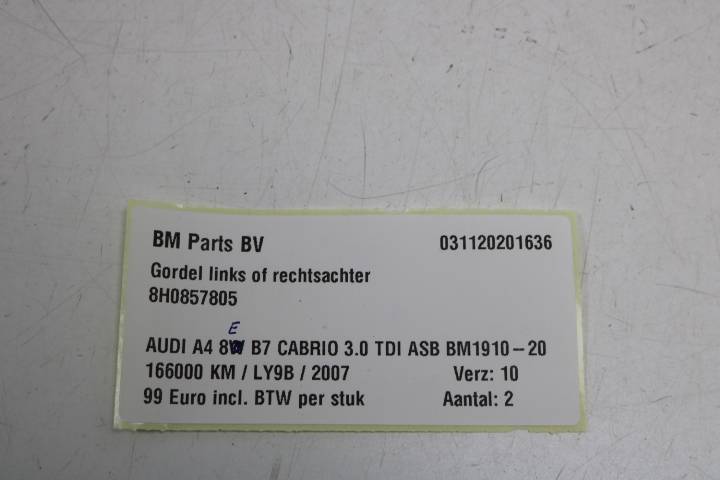 BM Parts BV 031120201636
Gordel links of rechtsachter
8H0857805
AUDI A4 8E B7 CABRIO 3.0 TDI ASB BM1910-20
166000 KM / LY9B / 2007 Verz: 10
99 Euro incl. BTW per stuk Aantal: 2